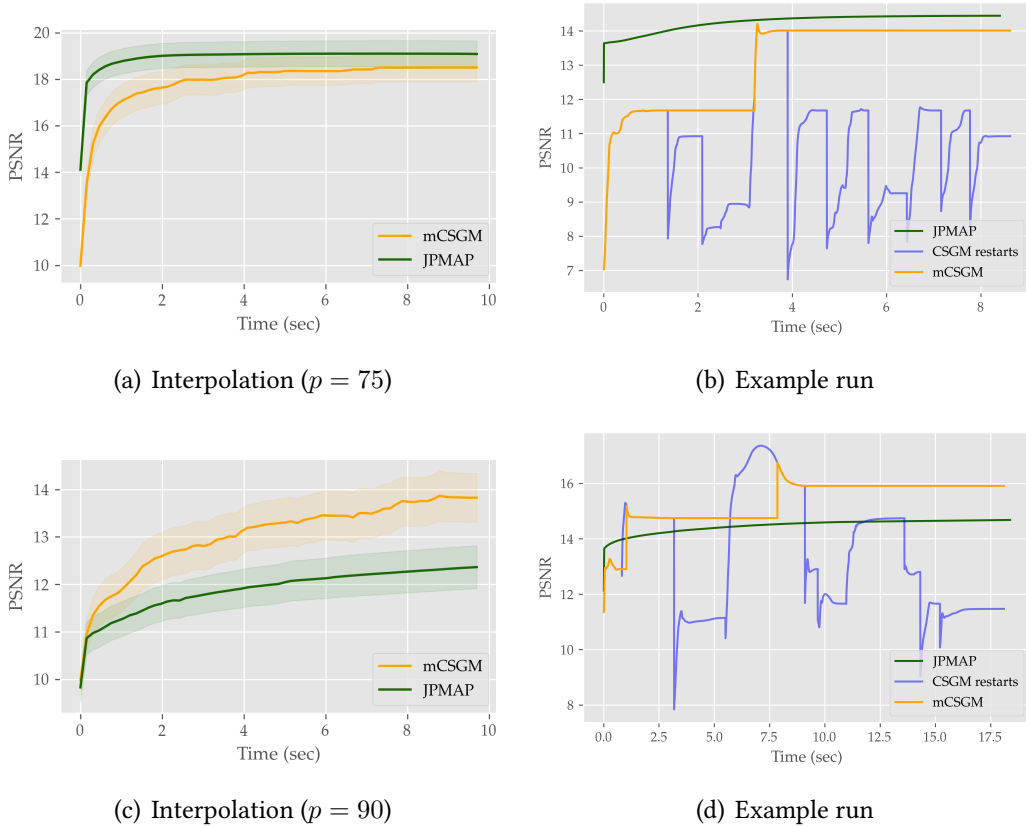 20
18
16
14
12
10
PSNR
0 2 4 6 8 10
Time (sec)
mCSGM
JPMAP
(a) Interpolation (p = 75)
14
13
12
11
10
9
8
7
PSNR
0 2 4 6 8
Time (sec)
JPMAP
CSGM restarts
mCSGM
(b) Example run
14
13
12
11
10
PSNR
0 2 4 6 8 10
Time (sec)
mCSGM
JPMAP
(c) Interpolation (p = 90)
16
14
12
10
8
PSNR
0.0 2.5 5.0 7.5 10.0 12.5 15.0 17.5
Time (sec)
JPMAP
CSGM restarts
mCSGM
(d) Example run